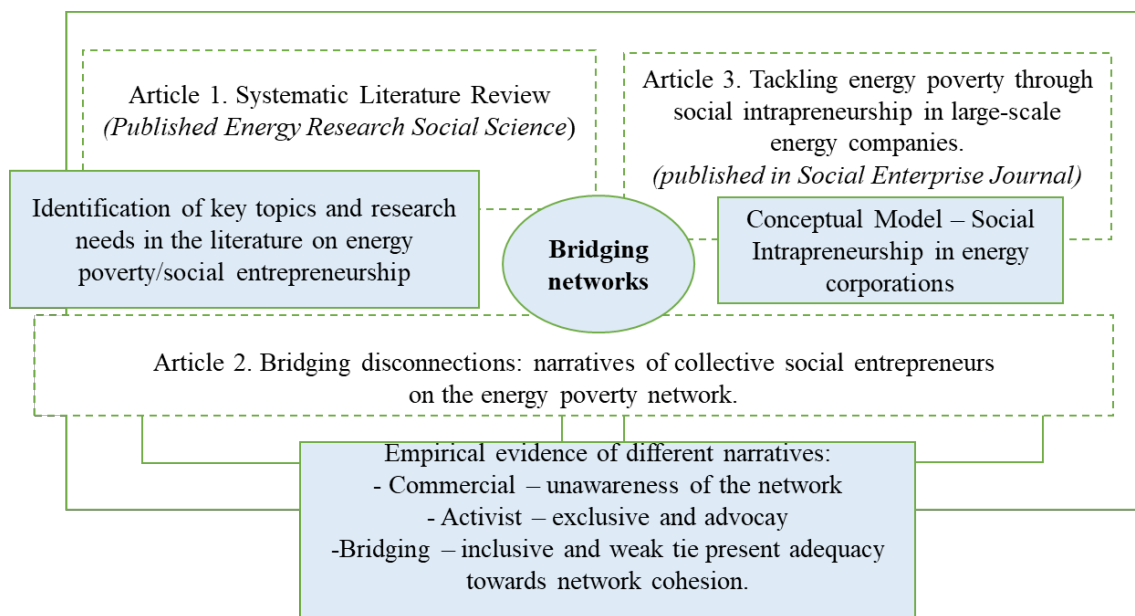 Article 1. Systematic Literature Review
(Published Energy Research Social Science)
Identification of key topics and research
needs in the literature on energy
poverty/social entrepreneurship
Article 3. Tackling energy poverty through
social intrapreneurship in large-scale
energy companies.
(published in Social Enterprise Journal)
Conceptual Model – Social
Intrapreneurship in energy
corporations
Bridging
networks
Article 2. Bridging disconnections: narratives of collective social entrepreneurs
on the energy poverty network.
Empirical evidence of different narratives:
- Commercial – unawareness of the network
- Activist – exclusive and advocay
-Bridging – inclusive and weak tie present adequacy
towards network cohesion.